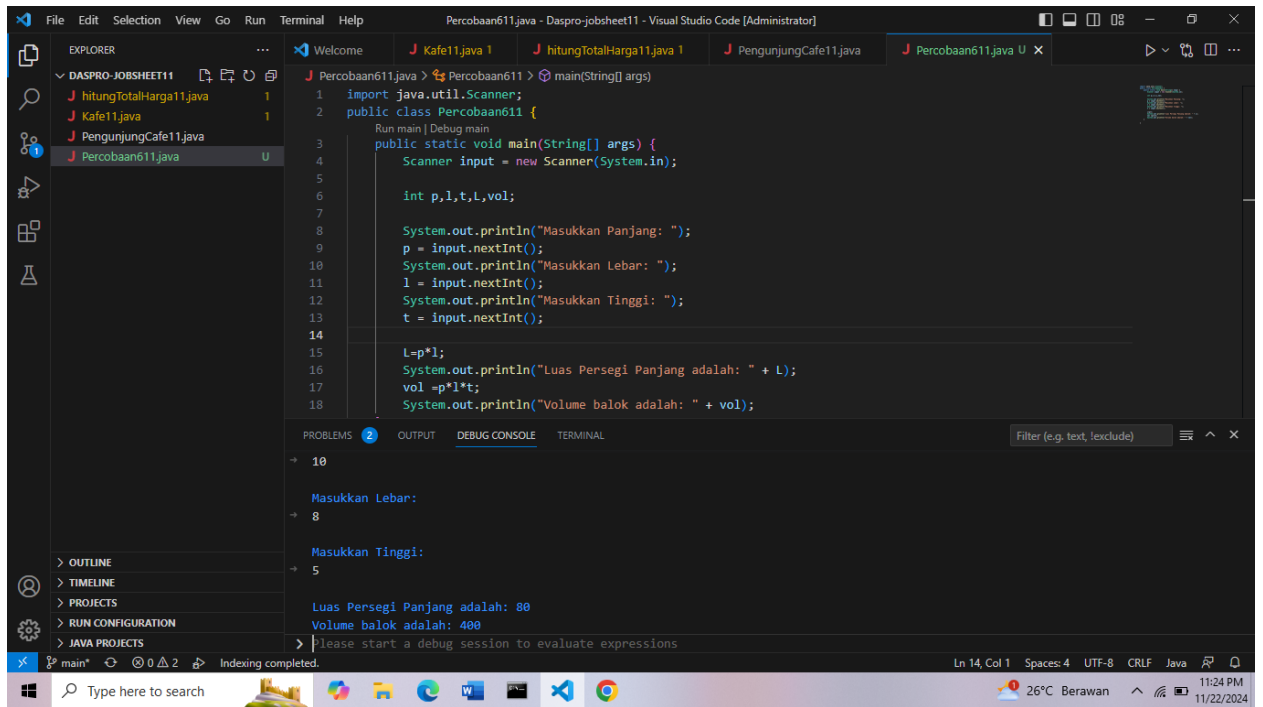 File Edit Selection View Go Run Terminal Help Percobaan611.java - Daspro-jobsheet11 - Visual Studio Code [Administrator]
EXPLORER
Welcome J Kafe11.java 1 J hitungTotalHarga11.java 1 J PengunjungCafe11.java J Percobaan611.java U
DASPRO-JOBSHEET11
J hitungTotalHarga11.java 1
J Kafe11.java 1
J PengunjungCafe11.java
J Percobaan611.java U
J Percobaan611.java > Percobaan611 > main(String[] args)
1 import java.util.Scanner;
2 public class Percobaan611 {
Run main | Debug main
3 public static void main(String[] args) {
4 Scanner input = new Scanner(System.in);
5
6 int p,l,t,L,vol;
7
8 System.out.println("Masukkan Panjang: ");
9 p = input.nextInt();
10 System.out.println("Masukkan Lebar: ");
11 l = input.nextInt();
12 System.out.println("Masukkan Tinggi: ");
13 t = input.nextInt();
14
15 L=p*l;
16 System.out.println("Luas Persegi Panjang adalah: " + L);
17 vol =p*l*t;
18 System.out.println("Volume balok adalah: " + vol);
PROBLEMS 2 OUTPUT DEBUG CONSOLE TERMINAL Filter (e.g. text, !exclude)
10
Masukkan Lebar:
8
Masukkan Tinggi:
5
Luas Persegi Panjang adalah: 80
Volume balok adalah: 400
Please start a debug session to evaluate expressions
1
OUTLINE
TIMELINE
PROJECTS
RUN CONFIGURATION
JAVA PROJECTS
main* 0 2 Indexing completed. Ln 14, Col 1 Spaces: 4 UTF-8 CRLF Java
Type here to search 26°C Berawan 11:24 PM
11/22/2024